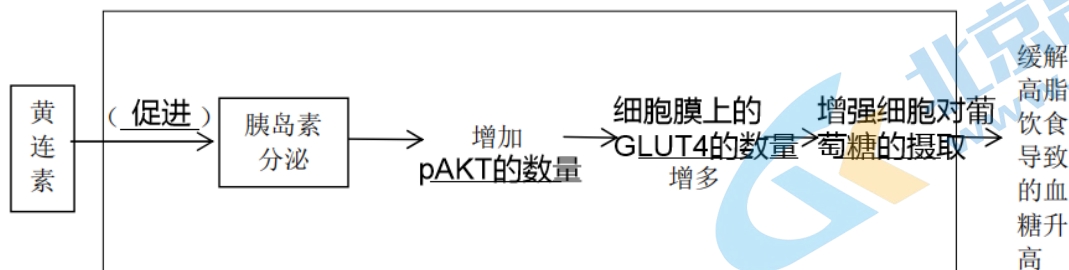 黄连素
（促进）
胰岛素
分泌
增加
pAKT的数量
细胞膜上的
GLUT4的数量
增多
增强细胞对葡
萄糖的摄取
缓解
高脂
饮食
导致
的血
糖升
高